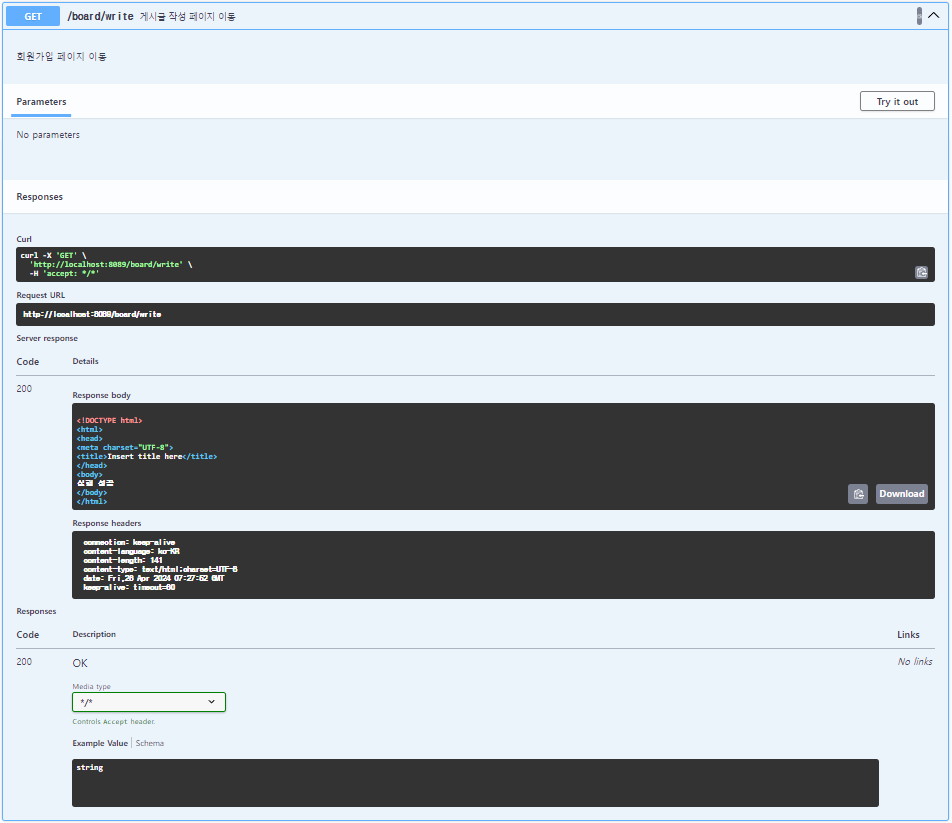 GET /board/write 게시글 작성 페이지 이동
회원가입 페이지 이동
Parameters
Try it out
No parameters
Responses
Curl
curl -X 'GET' \
'http://localhost:8089/board/write' \
-H 'accept: */*'
Request URL
http://localhost:8089/board/write
Server response
Code Details
200
Response body
<!DOCTYPE html>
<html>
<head>
<meta charset="UTF-8">
<title>Insert title here</title>
</head>
<body>
</body>
</html>
Download
Response headers
connection: keep-alive
content-language: ko-KR
content-length: 141
content-type: text/html;charset=UTF-8
date: Fri,26 Apr 2024 07:27:52 GMT
keep-alive: timeout=60
Responses
Code Description Links
200 OK No links
Media type
*/*
Controls Accept header.
Example Value Schema
string